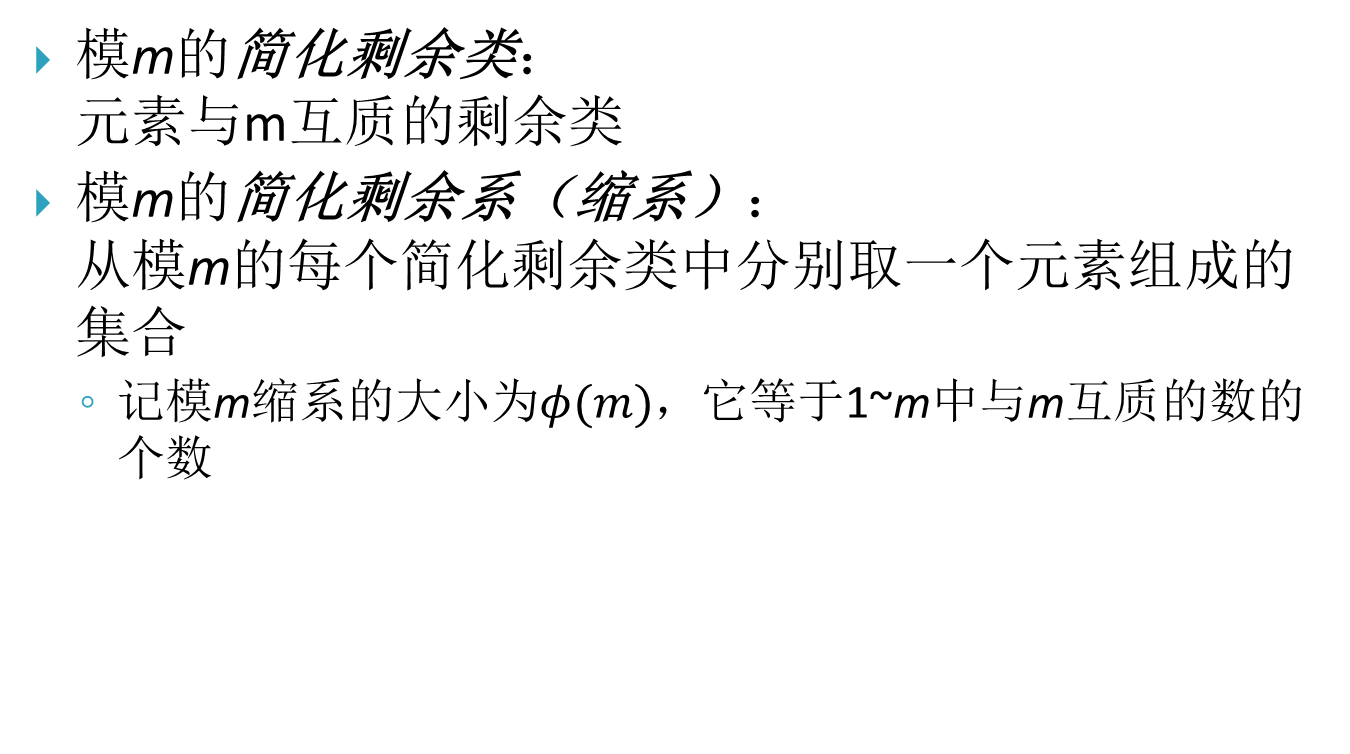 模m的简化剩余类：
元素与m互质的剩余类
模m的简化剩余系（缩系）：
从模m的每个简化剩余类中分别取一个元素组成的
集合
记模m缩系的大小为𝜙(𝑚)，它等于1~m中与m互质的数的
个数